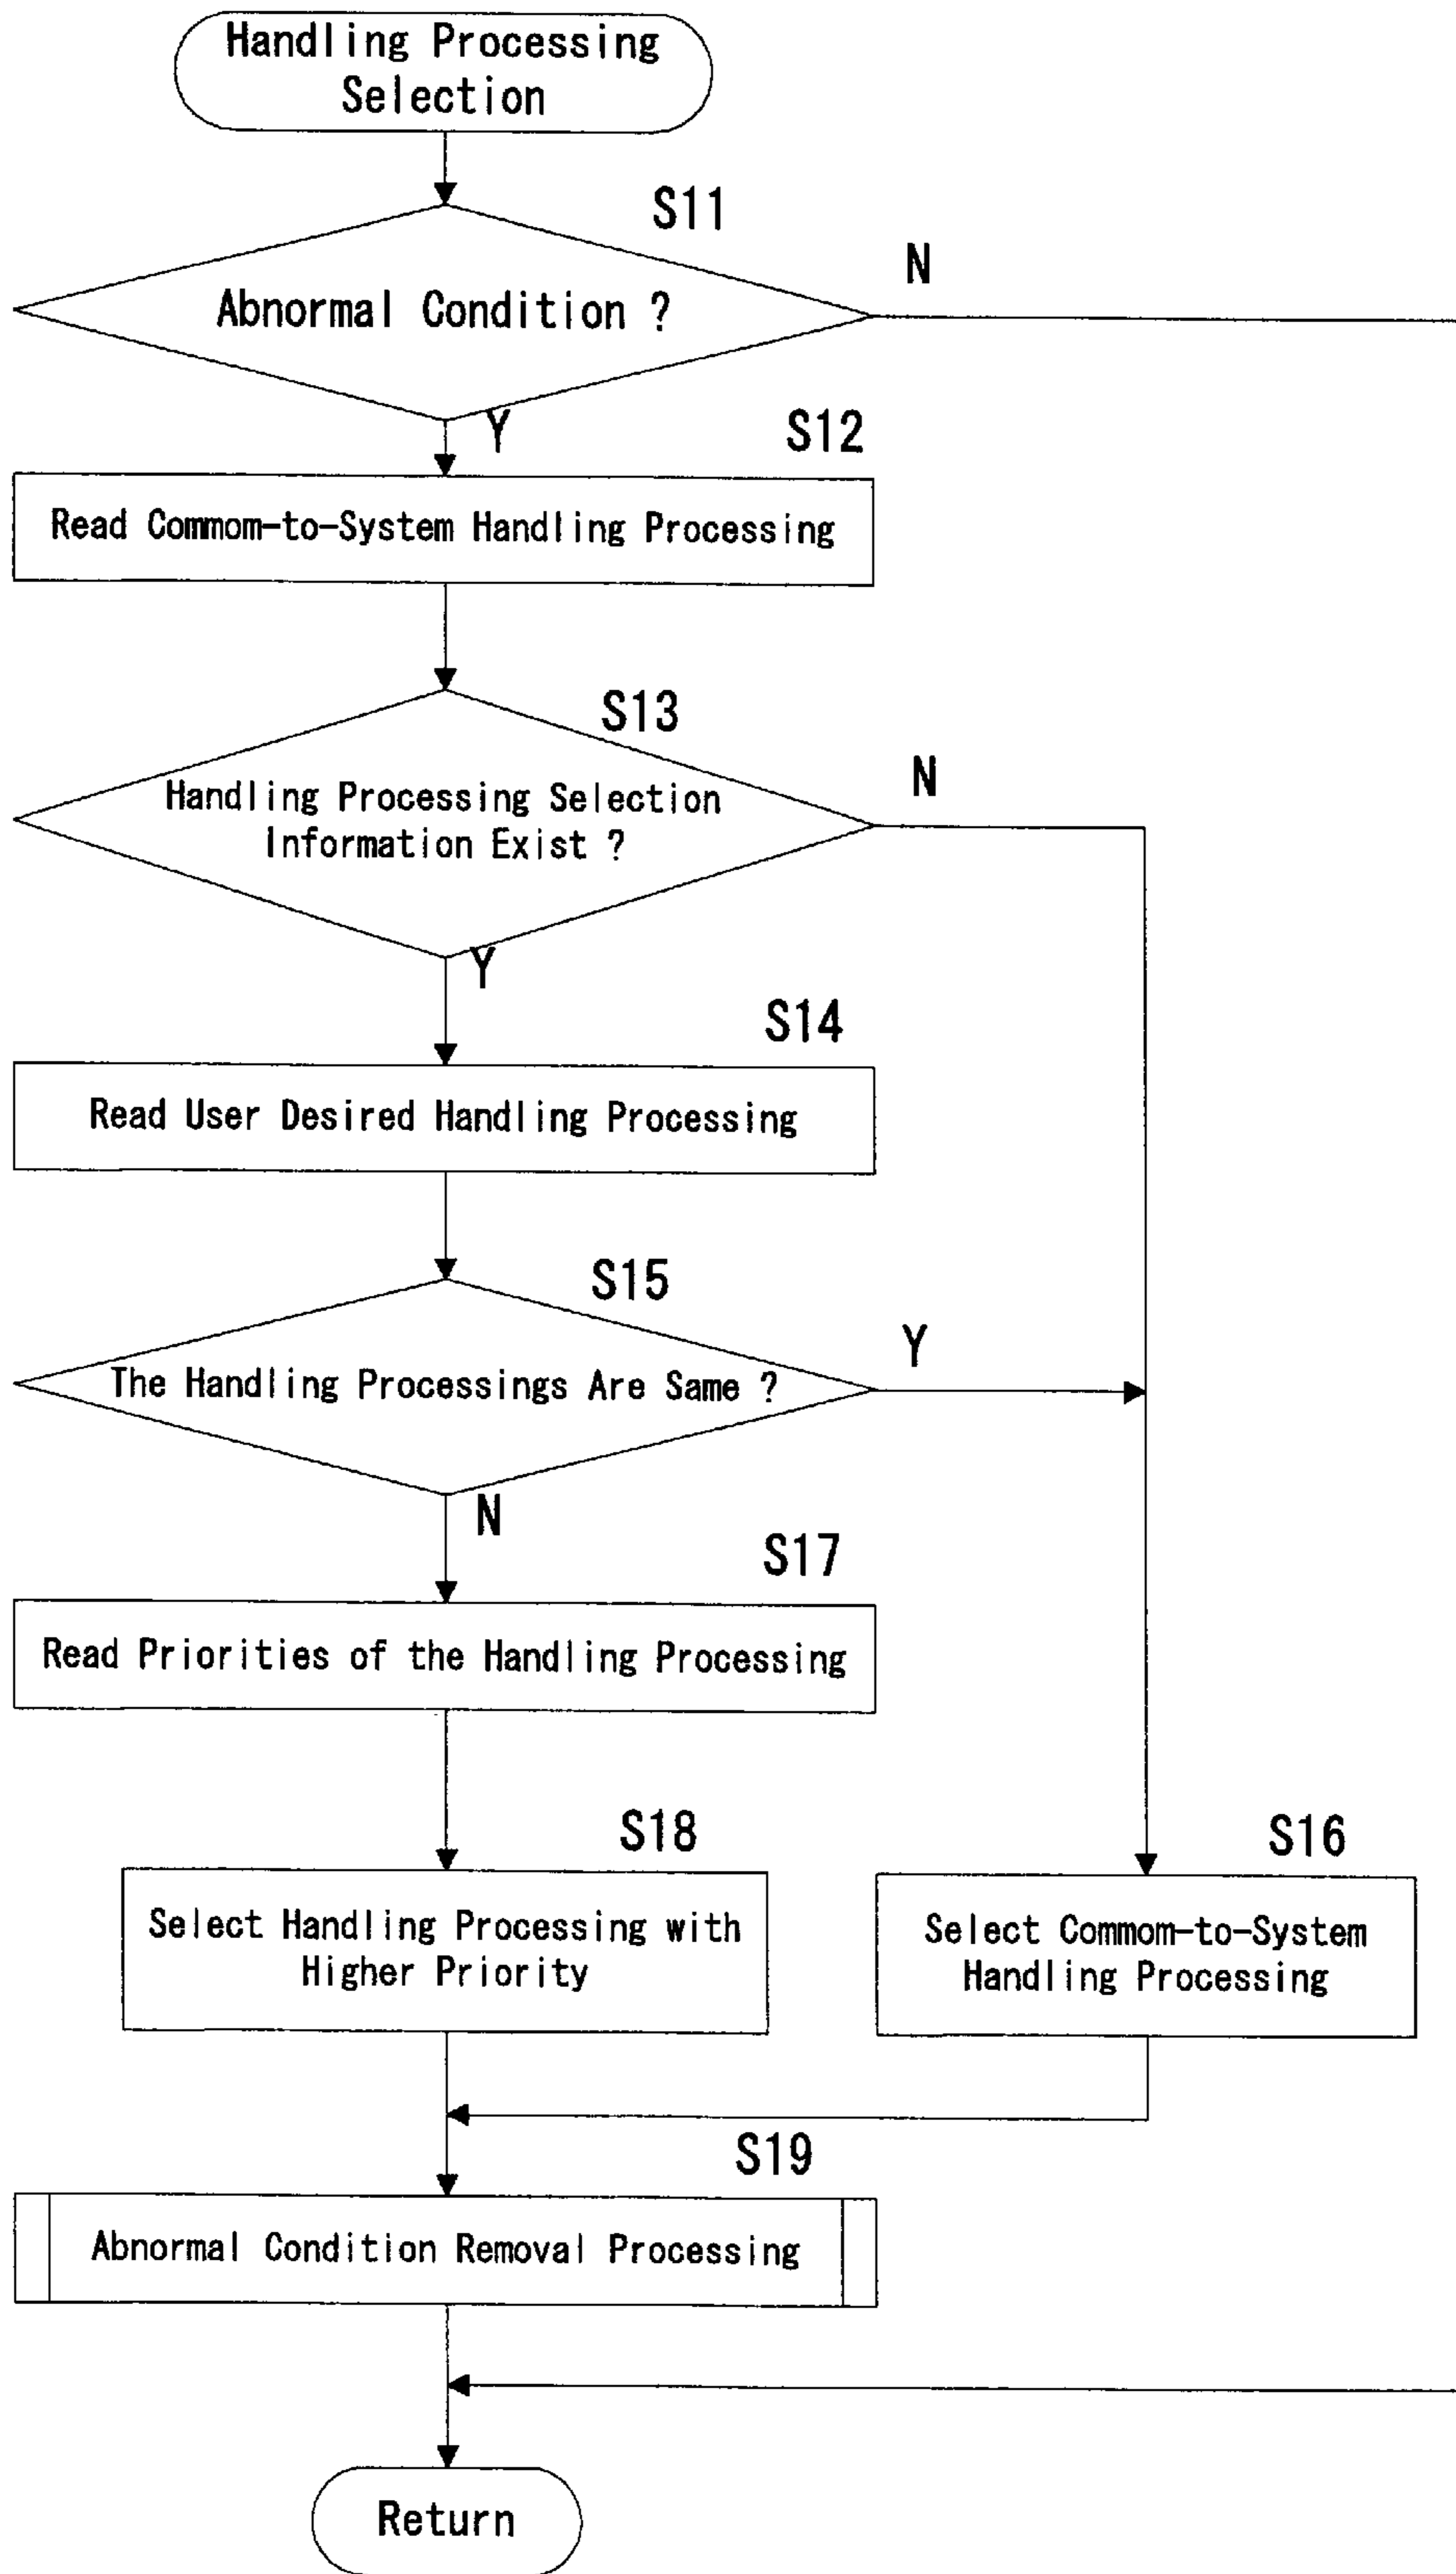 Handling Processing
Selection
S11
N
Abnormal Condition ?
Y
S12
Read Commom-to-System Handling Processing
S13
N
Handling Processing Selection
Information Exist ?
Y
S14
Read User Desired Handling Processing
S15
Y
The Handling Processings Are Same ?
N
S17
Read Priorities of the Handling Processing
S18
S16
Select Handling Processing with
Higher Priority
Select Commom-to-System
Handling Processing
S19
Abnormal Condition Removal Processing
Return